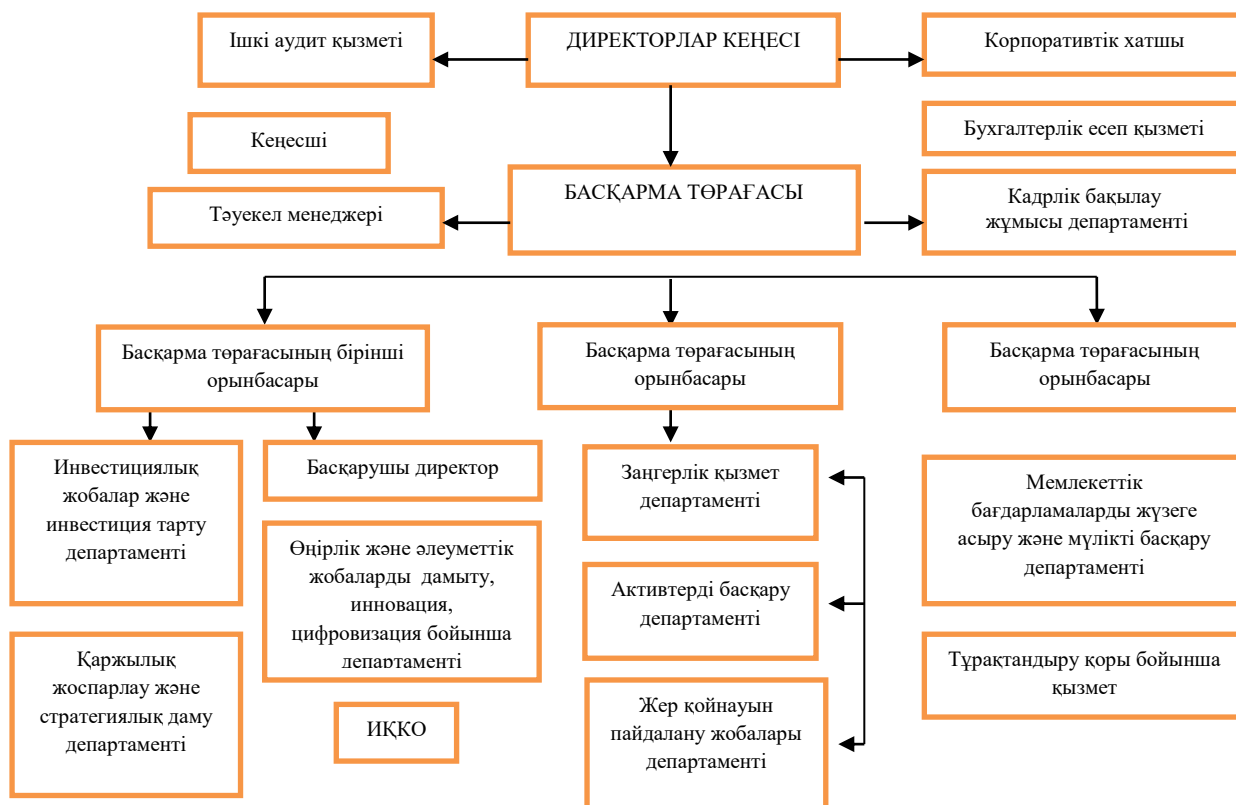 Ішкі аудит қызметі
ДИРЕКТОРЛАР КЕҢЕСІ
Корпоративтік хатшы
Кеңесші
Бухгалтерлік есеп қызметі
Тәуекел менеджері
БАСҚАРМА ТӨРАҒАСЫ
Кадрлік бақылау
жұмысы департаменті
Басқарма төрағасының бірінші
орынбасары
Басқарма төрағасының
орынбасары
Басқарма төрағасының
орынбасары
Инвестициялық
жобалар және
инвестиция тарту
департаменті
Басқарушы директор
Заңгерлік қызмет
департаменті
Мемлекеттік
бағдарламаларды жүзеге
асыру және мүлікті басқару
департаменті
Өңірлік және әлеуметтік
жобаларды дамыту,
инновация,
цифровизация бойынша
департаменті
Активтерді басқару
департаменті
Қаржылық
жоспарлау және
стратегиялық даму
департаменті
Тұрақтандыру қоры бойынша
қызмет
ИҚКО
Жер қойнауын
пайдалану жобалары
департаменті